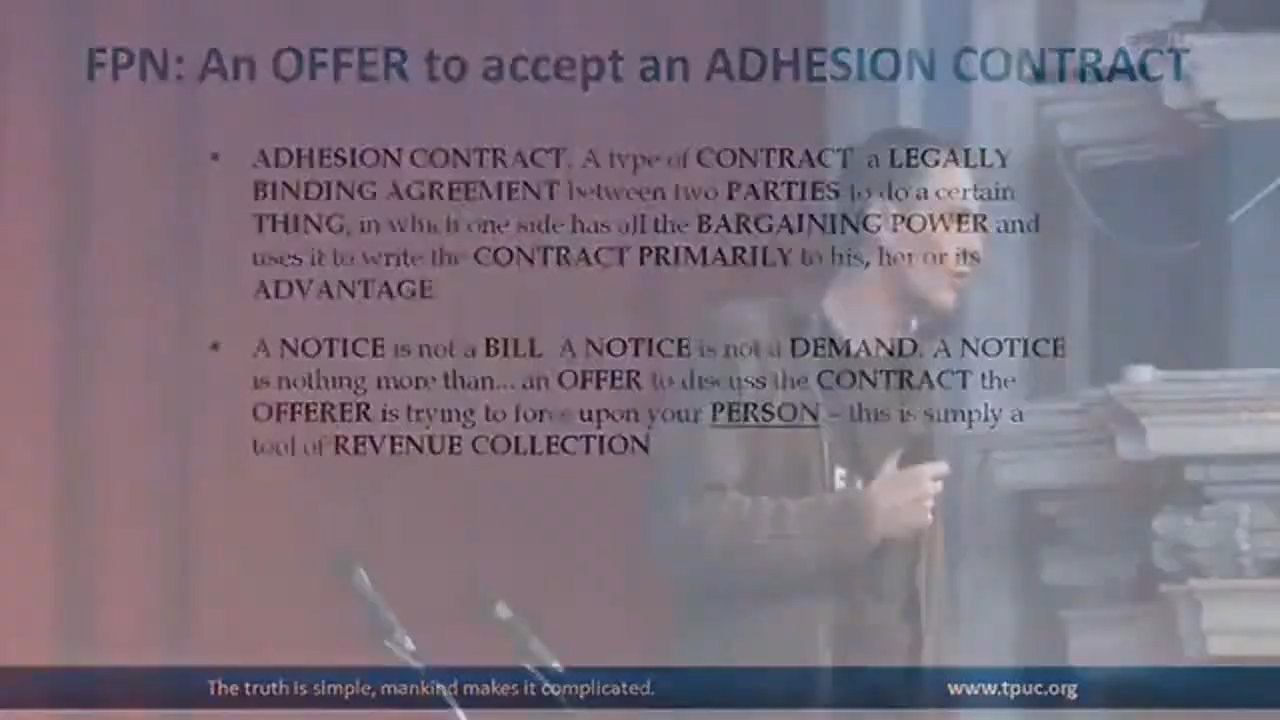 FPN: An OFFER to accept an ADHESION CONTRACT
• ADHESION CONTRACT. A type of CONTRACT, a LEGALLY
BINDING AGREEMENT between two PARTIES to do a certain
THING, in which one side has all the BARGAINING POWER and
uses it to write the CONTRACT PRIMARILY to his, her or its
ADVANTAGE
• A NOTICE is not a BILL. A NOTICE is not a DEMAND. A NOTICE
is nothing more than... an OFFER to discuss the CONTRACT the
OFFERER is trying to force upon your PERSON – this is simply a
tool of REVENUE COLLECTION
The truth is simple, mankind makes it complicated.
www.tpuc.org